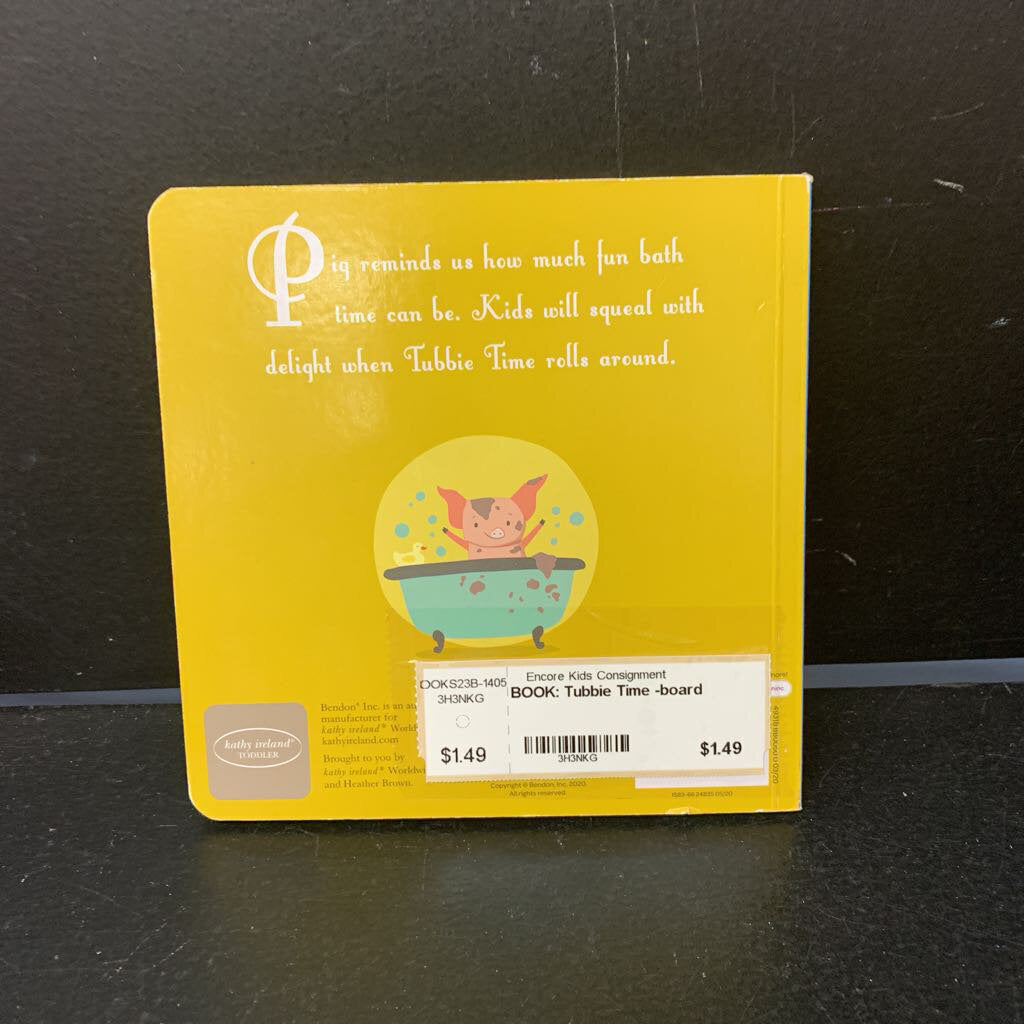 Pig reminds us how much fun bath
time can be. Kids will squeal with
delight when Tubbie Time rolls around.
kathy ireland®
TODDLER
Bendon® Inc. is an
manufacturer for
kathy ireland®
kathyireland.com
Brought to you by
kathy ireland®
and Heather Brown.
OOKS23B-1405
3H3NKG
$1.49
Encore Kids Consignment
BOOK: Tubbie Time -board
3H3NKG
$1.49
Copyright © Bendon, Inc. 2020.
All rights reserved.